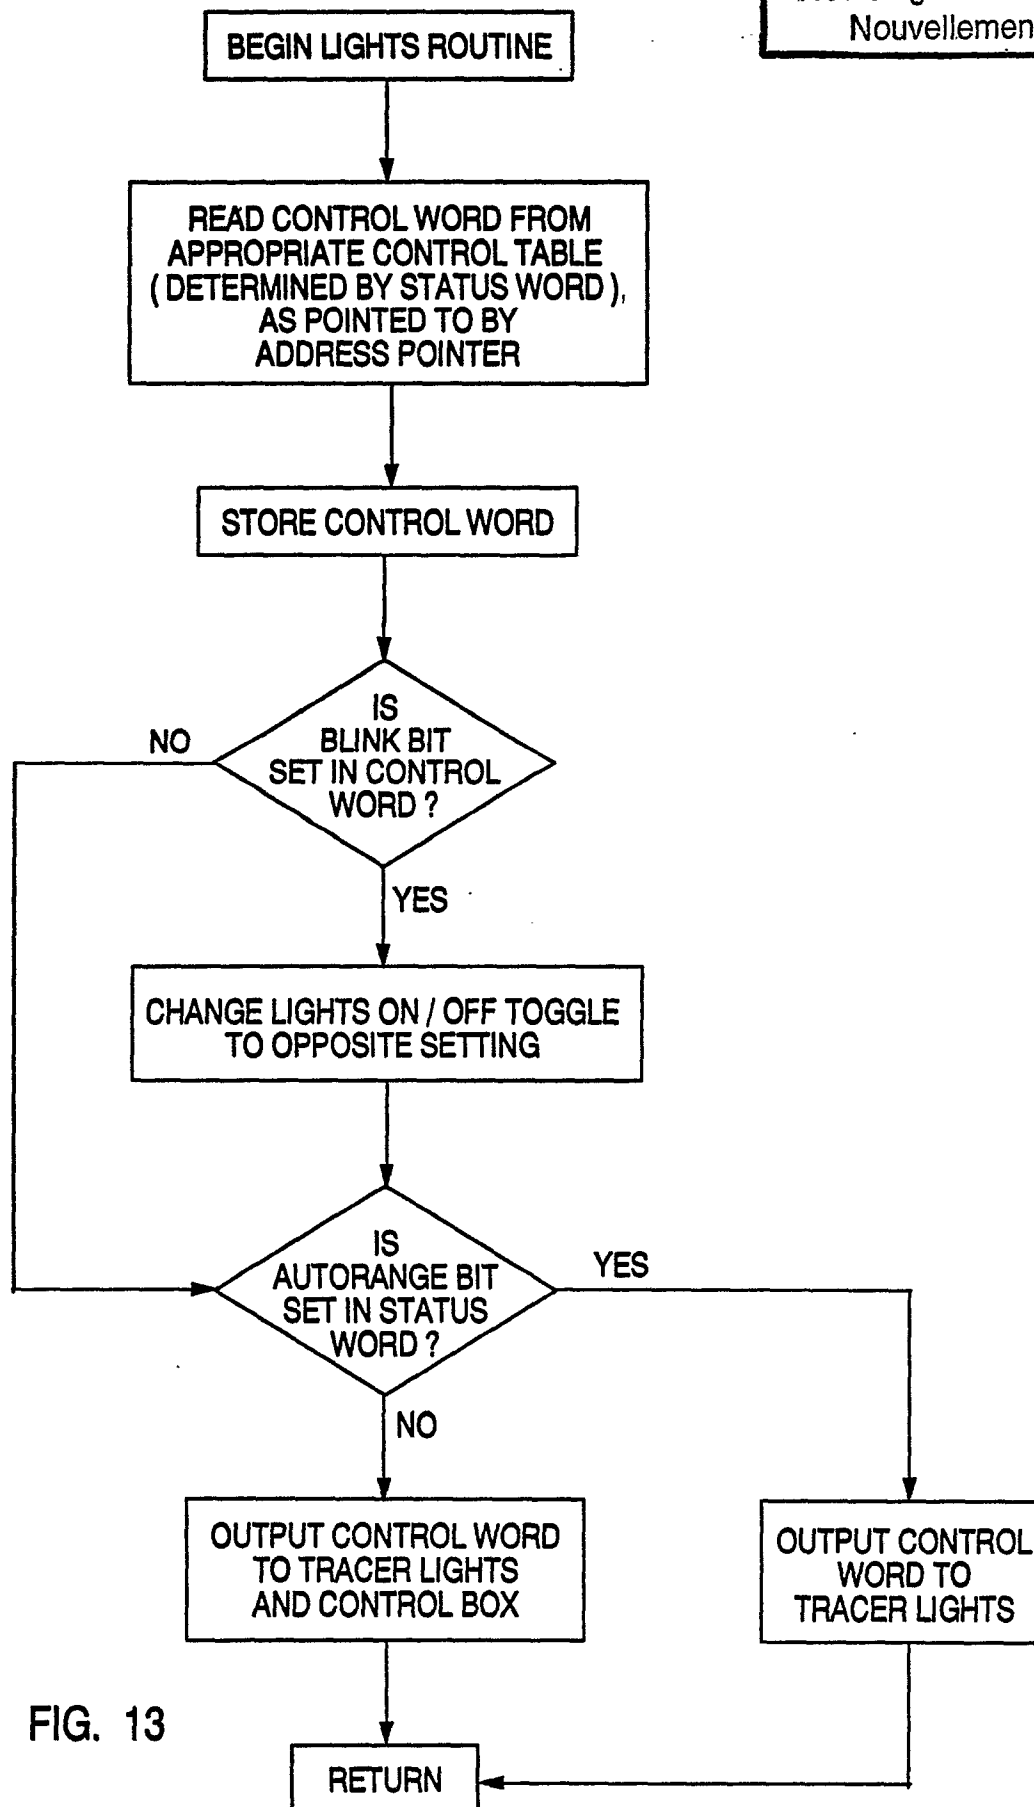 Nouvellemen
BEGIN LIGHTS ROUTINE
READ CONTROL WORD FROM
APPROPRIATE CONTROL TABLE
( DETERMINED BY STATUS WORD ),
AS POINTED TO BY
ADDRESS POINTER
STORE CONTROL WORD
IS
BLINK BIT
SET IN CONTROL
WORD ?
NO
YES
CHANGE LIGHTS ON / OFF TOGGLE
TO OPPOSITE SETTING
IS
AUTORANGE BIT
SET IN STATUS
WORD ?
YES
NO
OUTPUT CONTROL WORD
TO TRACER LIGHTS
AND CONTROL BOX
OUTPUT CONTROL
WORD TO
TRACER LIGHTS
FIG. 13
RETURN